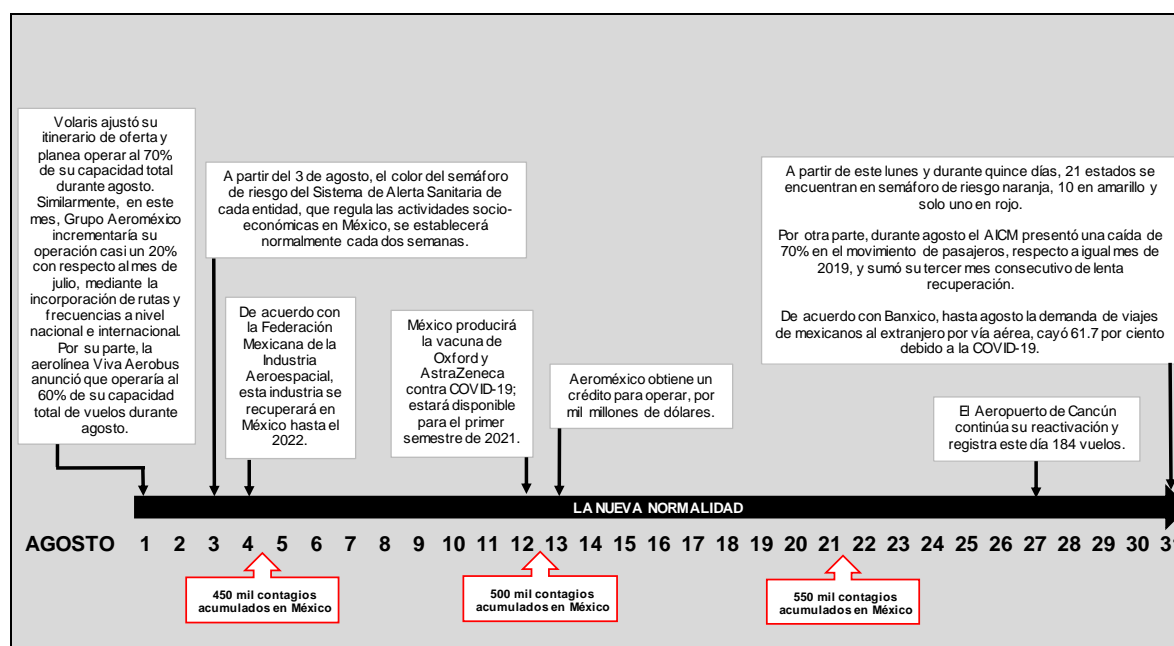 Volaris ajustó su
itinerario de oferta y
planea operar al 70%
de su capacidad total
durante agosto.
Similarmente, en este
mes, Grupo Aeroméxico
incrementaría su
operación casi un 20%
con respecto al mes de
julio, mediante la
incorporación de rutas y
frecuencias a nivel
nacional e internacional.
Por su parte, la
aerolínea Viva Aerobus
anunció que operaría al
60% de su capacidad
total de vuelos durante
agosto.
A partir del 3 de agosto, el color del semáforo
de riesgo del Sistema de Alerta Sanitaria de
cada entidad, que regula las actividades socio-
económicas en México, se establecerá
normalmente cada dos semanas.
De acuerdo con
la Federación
Mexicana de la
Industria
Aeroespacial,
esta industria se
recuperará en
México hasta el
2022.
México producirá
la vacuna de
Oxford y
AstraZeneca
contra COVID-19;
estará disponible
para el primer
semestre de 2021.
Aeroméxico obtiene un
crédito para operar, por
mil millones de dólares.
A partir de este lunes y durante quince días, 21 estados se
encuentran en semáforo de riesgo naranja, 10 en amarillo y
solo uno en rojo.
Por otra parte, durante agosto el AICM presentó una caída de
70% en el movimiento de pasajeros, respecto a igual mes de
2019, y sumó su tercer mes consecutivo de lenta
recuperación.
De acuerdo con Banxico, hasta agosto la demanda de viajes
de mexicanos al extranjero por vía aérea, cayó 61.7 por ciento
debido a la COVID-19.
El Aeropuerto de Cancún
continúa su reactivación y
registra este día 184 vuelos.
LA NUEVA NORMALIDAD
AGOSTO 1 2 3 4 5 6 7 8 9 10 11 12 13 14 15 16 17 18 19 20 21 22 23 24 25 26 27 28 29 30 31
450 mil contagios
acumulados en México
500 mil contagios
acumulados en México
550 mil contagios
acumulados en México